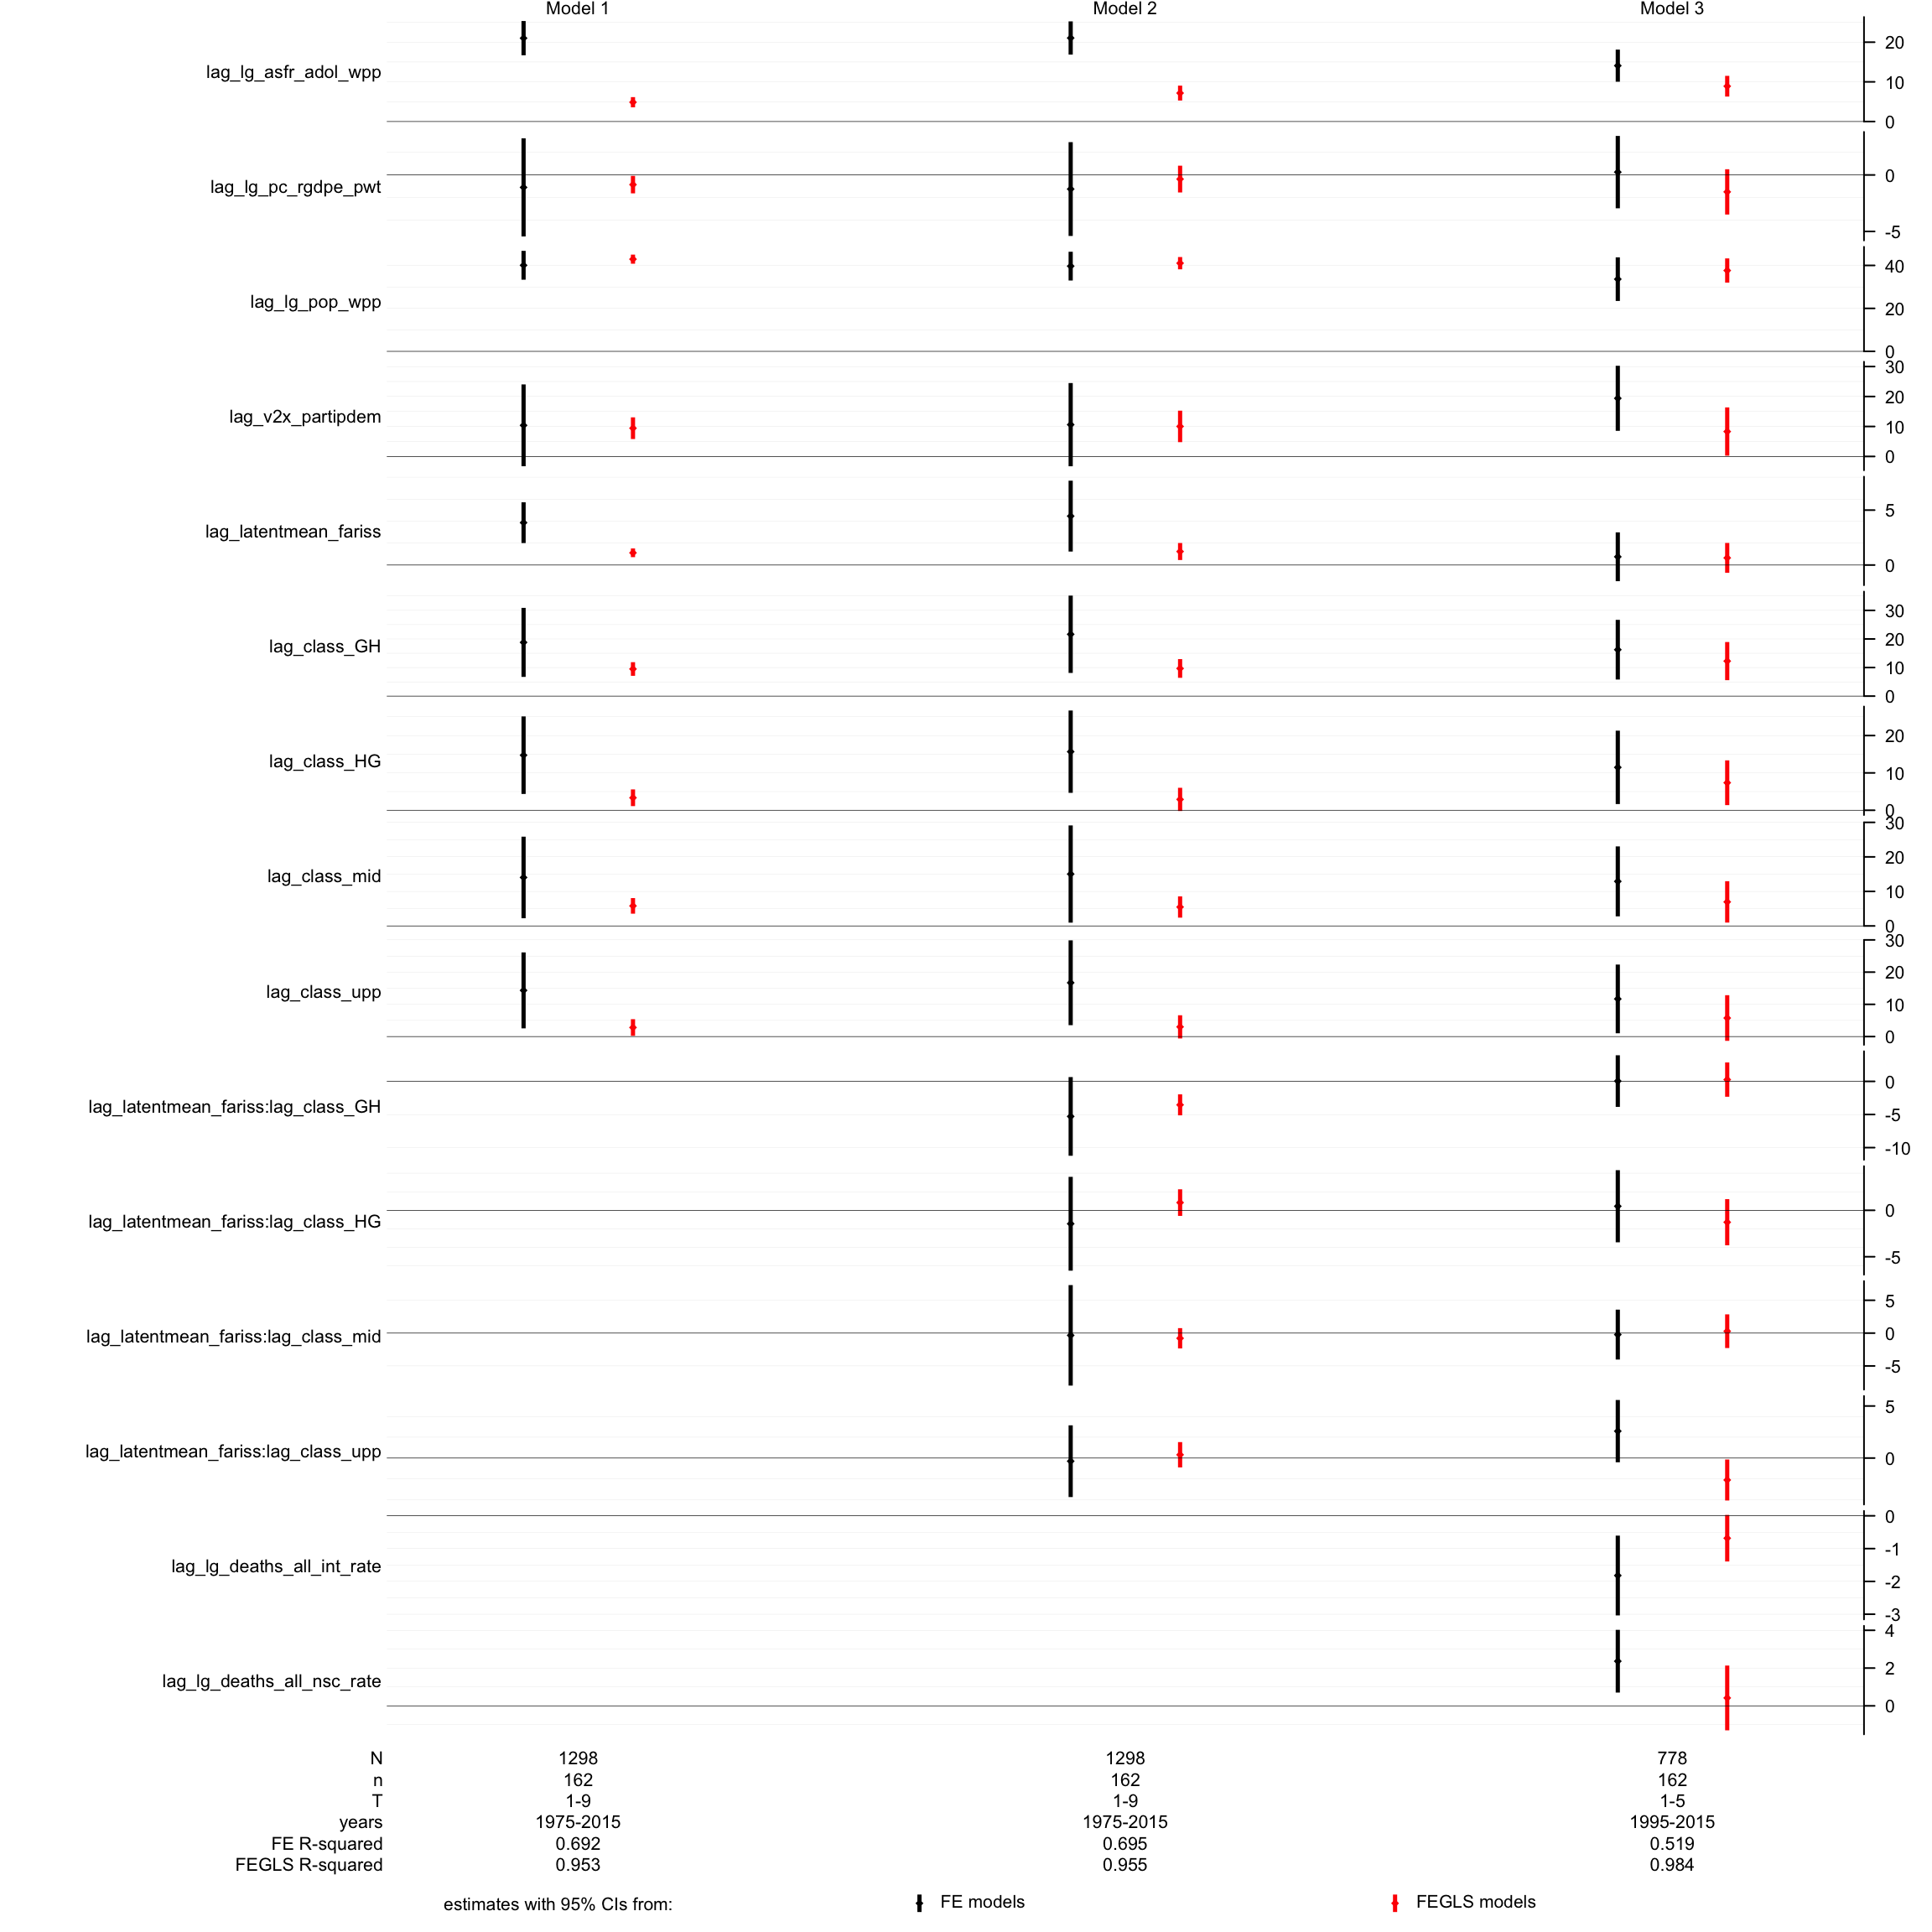 Model 1 Model 2 Model 3
lag_lg_asfr_adol_wpp 20 10 0
lag_lg_pc_rgdpe_pwt 0 -5
lag_lg_pop_wpp 40 20 0
lag_v2x_partipdem 30 20 10 0
lag_latentmean_fariss 5 0
lag_class_GH 30 20 10 0
lag_class_HG 20 10 0
lag_class_mid 30 20 10 0
lag_class_upp 30 20 10 0
lag_latentmean_fariss:lag_class_GH 0 -5 -10
lag_latentmean_fariss:lag_class_HG 0 -5
lag_latentmean_fariss:lag_class_mid 5 0 -5
lag_latentmean_fariss:lag_class_upp 5 0
lag_lg_deaths_all_int_rate 0 -1 -2 -3
lag_lg_deaths_all_nsc_rate 4 2 0
N 1298 1298 778
n 162 162 162
T 1-9 1-9 1-5
years 1975-2015 1975-2015 1995-2015
FE R-squared 0.692 0.695 0.519
FEGLS R-squared 0.953 0.955 0.984
estimates with 95% CIs from: FE models FEGLS models